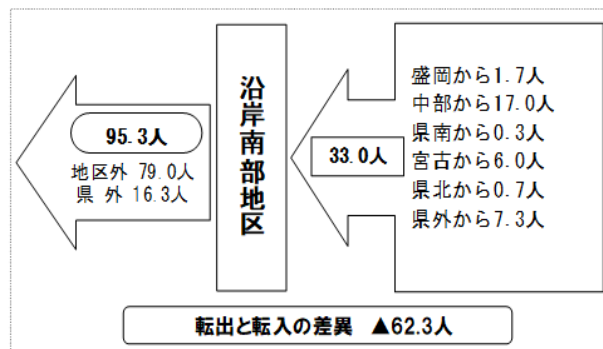 95.3人
地区外 79.0人
県 外 16.3人
沿岸南部地区
33.0人
盛岡から1.7人
中部から17.0人
県南から0.3人
宮古から6.0人
県北から0.7人
県外から7.3人
転出と転入の差異 ▲62.3人